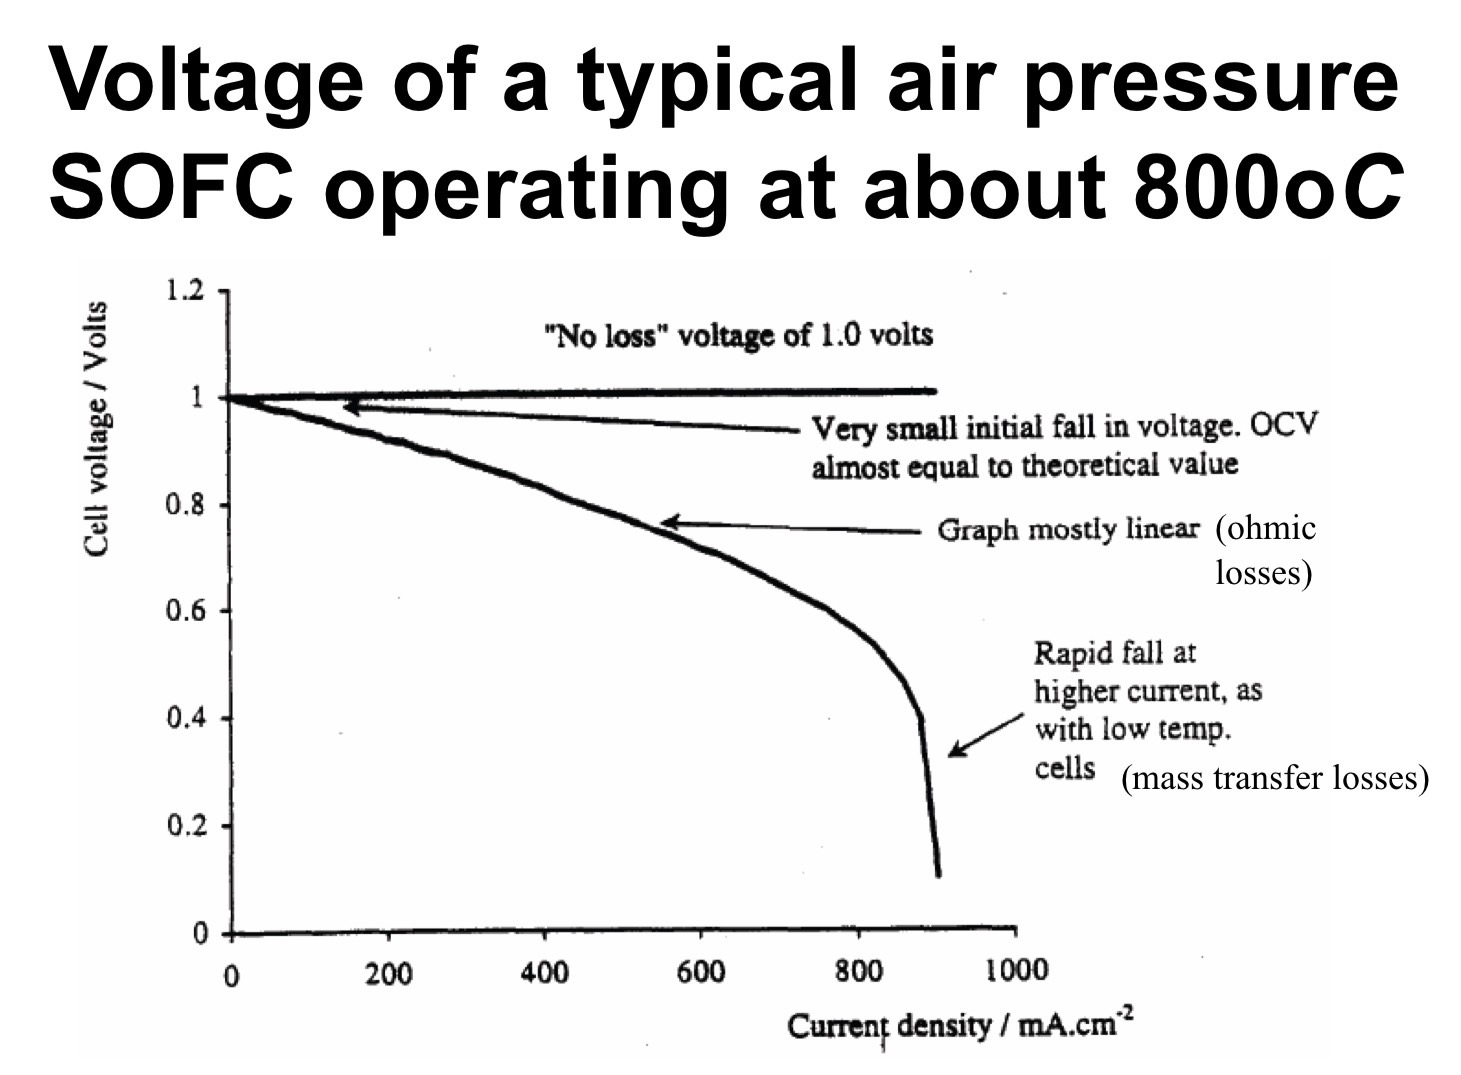 Voltage of a typical air pressure
SOFC operating at about 800oC
Cell voltage / Volts
1.2
1
0.8
0.6
0.4
0.2
0
"No loss" voltage of 1.0 volts
Very small initial fall in voltage. OCV
almost equal to theoretical value
Graph mostly linear (ohmic
losses)
Rapid fall at
higher current, as
with low temp.
cells (mass transfer losses)
0 200 400 600 800 1000
Current density / mA.cm-2